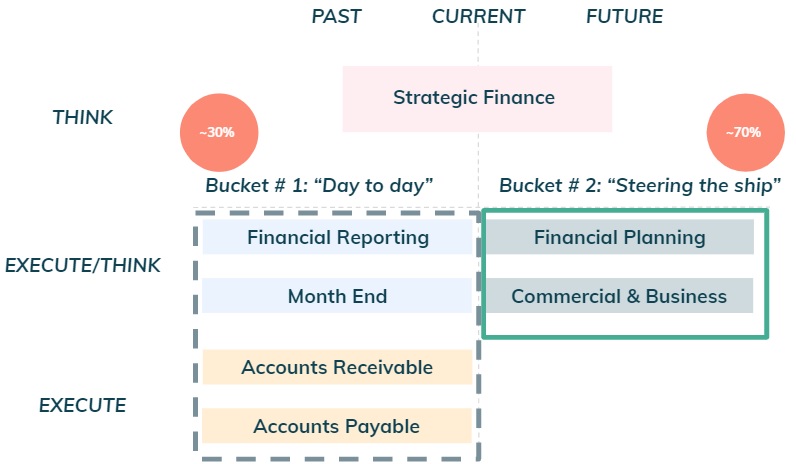 PAST CURRENT FUTURE
Strategic Finance
THINK
~30%
~70%
Bucket # 1: “Day to day”
Bucket # 2: “Steering the ship”
Financial Reporting
Financial Planning
EXECUTE/THINK
Month End
Commercial & Business
Accounts Receivable
EXECUTE
Accounts Payable